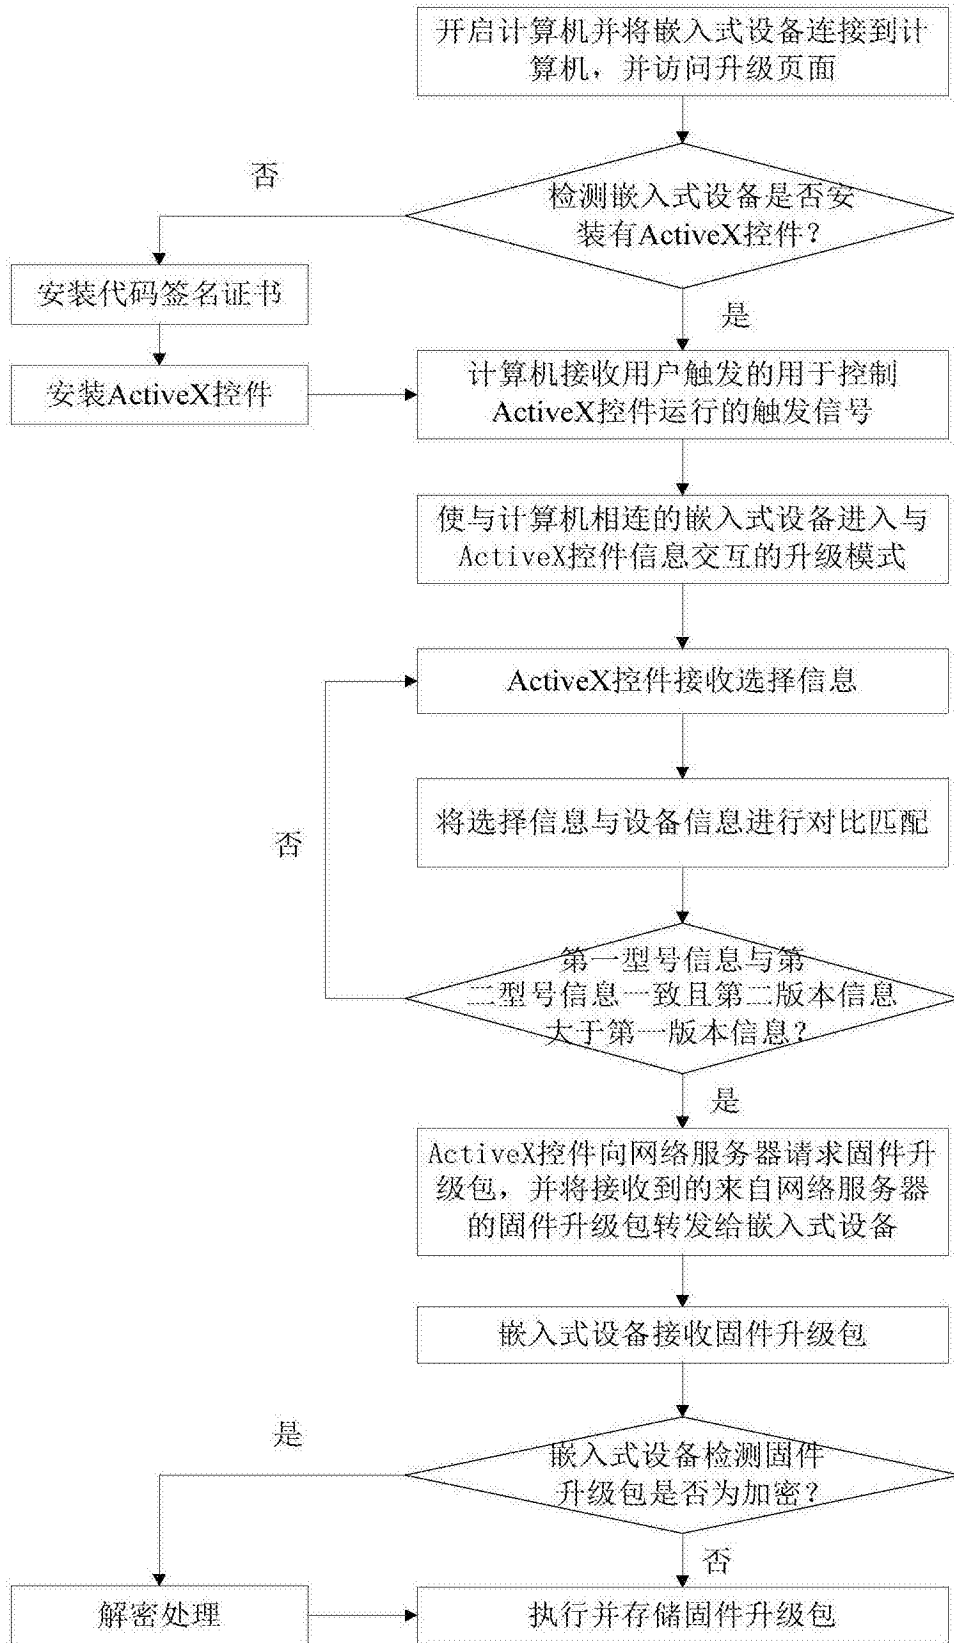 开启计算机并将嵌入式设备连接到计
算机，并访问升级页面
否
检测嵌入式设备是否安
装有ActiveX控件？
安装代码签名证书
是
安装ActiveX控件
计算机接收用户触发的用于控制
ActiveX控件运行的触发信号
使与计算机相连的嵌入式设备进入与
ActiveX控件信息交互的升级模式
ActiveX控件接收选择信息
将选择信息与设备信息进行对比匹配
否
第一型号信息与第
二型号信息一致且第二版本信息
大于第一版本信息？
是
ActiveX控件向网络服务器请求固件升
级包，并将接收到的来自网络服务器
的固件升级包转发给嵌入式设备
嵌入式设备接收固件升级包
是
嵌入式设备检测固件
升级包是否为加密？
否
解密处理
执行并存储固件升级包